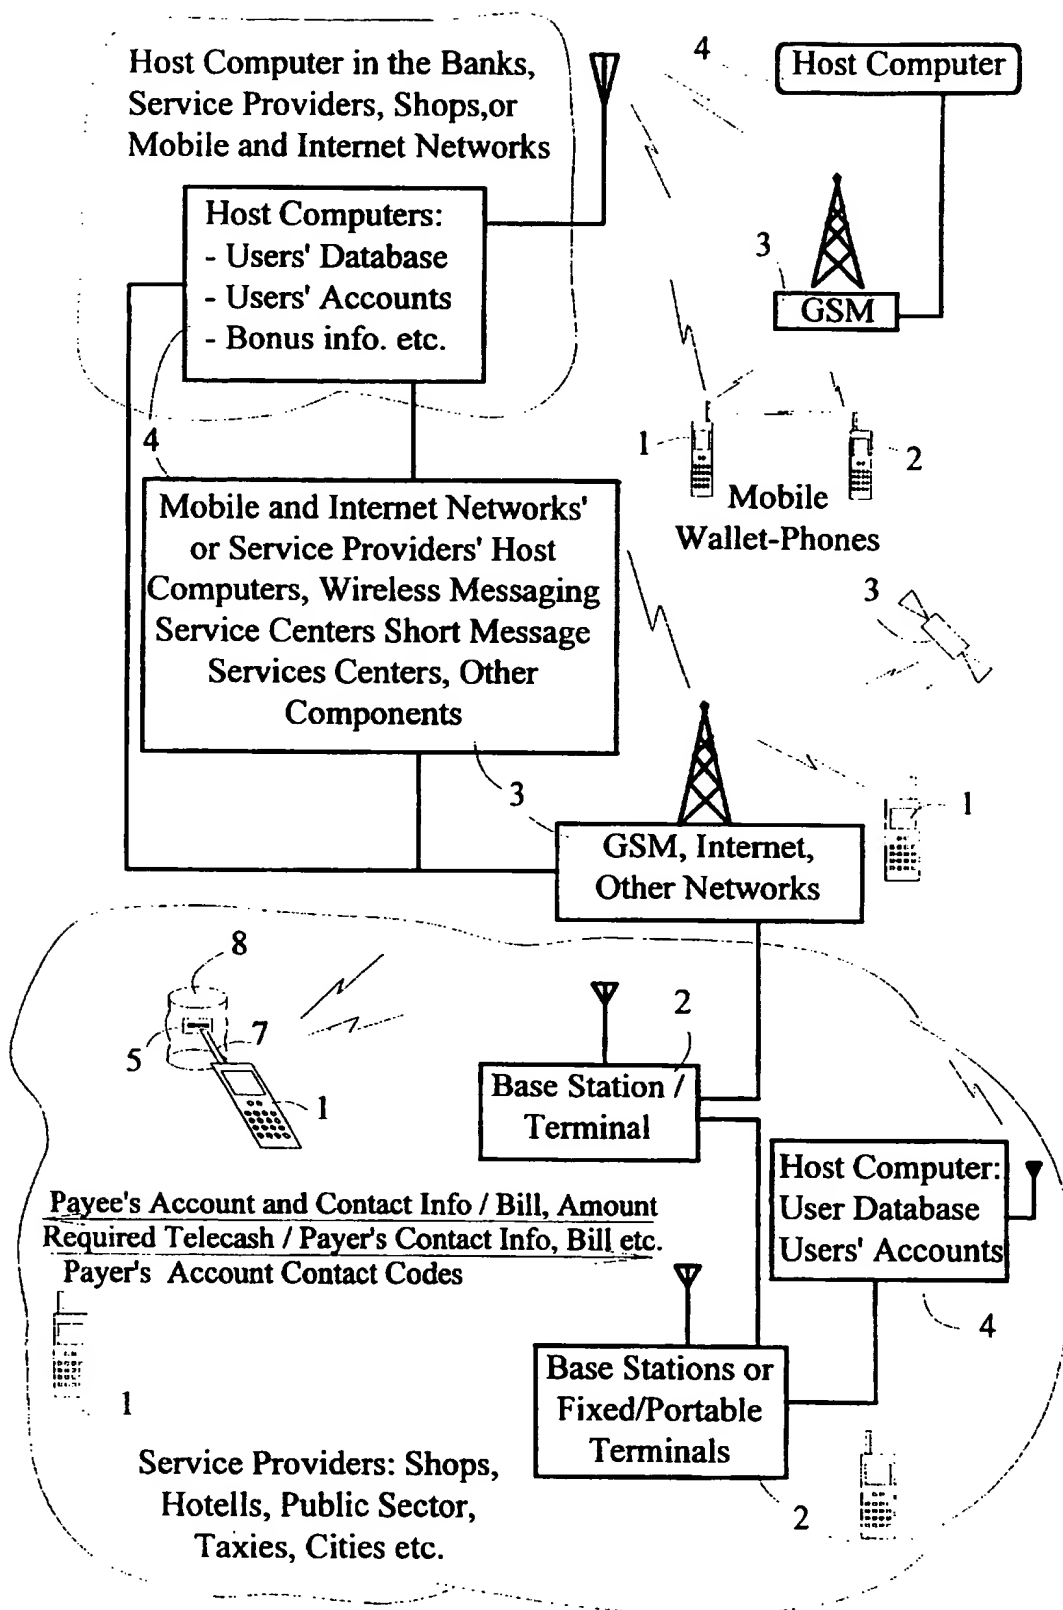 Host Computer in the Banks,
Service Providers, Shops,or
Mobile and Internet Networks
4
Host Computer
Host Computers:
- Users' Database
- Users' Accounts
- Bonus info. etc.
3
GSM
4
1
2
Mobile
Wallet-Phones
Mobile and Internet Networks'
or Service Providers' Host
Computers, Wireless Messaging
Service Centers Short Message
Services Centers, Other
Components
3
3
1
GSM, Internet,
Other Networks
8
5
7
1
2
Base Station /
Terminal
Host Computer:
User Database
Users' Accounts
4
Payee's Account and Contact Info / Bill, Amount
Required Telecash / Payer's Contact Info, Bill etc.
Payer's Account Contact Codes
1
Base Stations or
Fixed/Portable
Terminals
2
Service Providers: Shops,
Hotells, Public Sector,
Taxies, Cities etc.